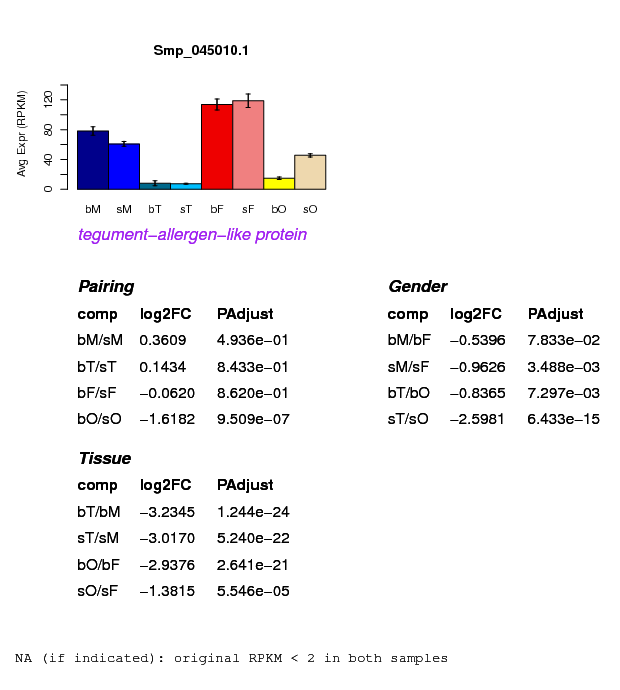 Smp_045010.1
Avg Expr (RPKM)
0 40 80 120
bM sM bT sT bF sF bO sO
tegument−allergen−like protein
Pairing
comp log2FC PAdjust
bM/sM 0.3609 4.936e−01
bT/sT 0.1434 8.433e−01
bF/sF −0.0620 8.620e−01
bO/sO −1.6182 9.509e−07
Gender
comp log2FC PAdjust
bM/bF −0.5396 7.833e−02
sM/sF −0.9626 3.488e−03
bT/bO −0.8365 7.297e−03
sT/sO −2.5981 6.433e−15
Tissue
comp log2FC PAdjust
bT/bM −3.2345 1.244e−24
sT/sM −3.0170 5.240e−22
bO/bF −2.9376 2.641e−21
sO/sF −1.3815 5.546e−05
NA (if indicated): original RPKM < 2 in both samples